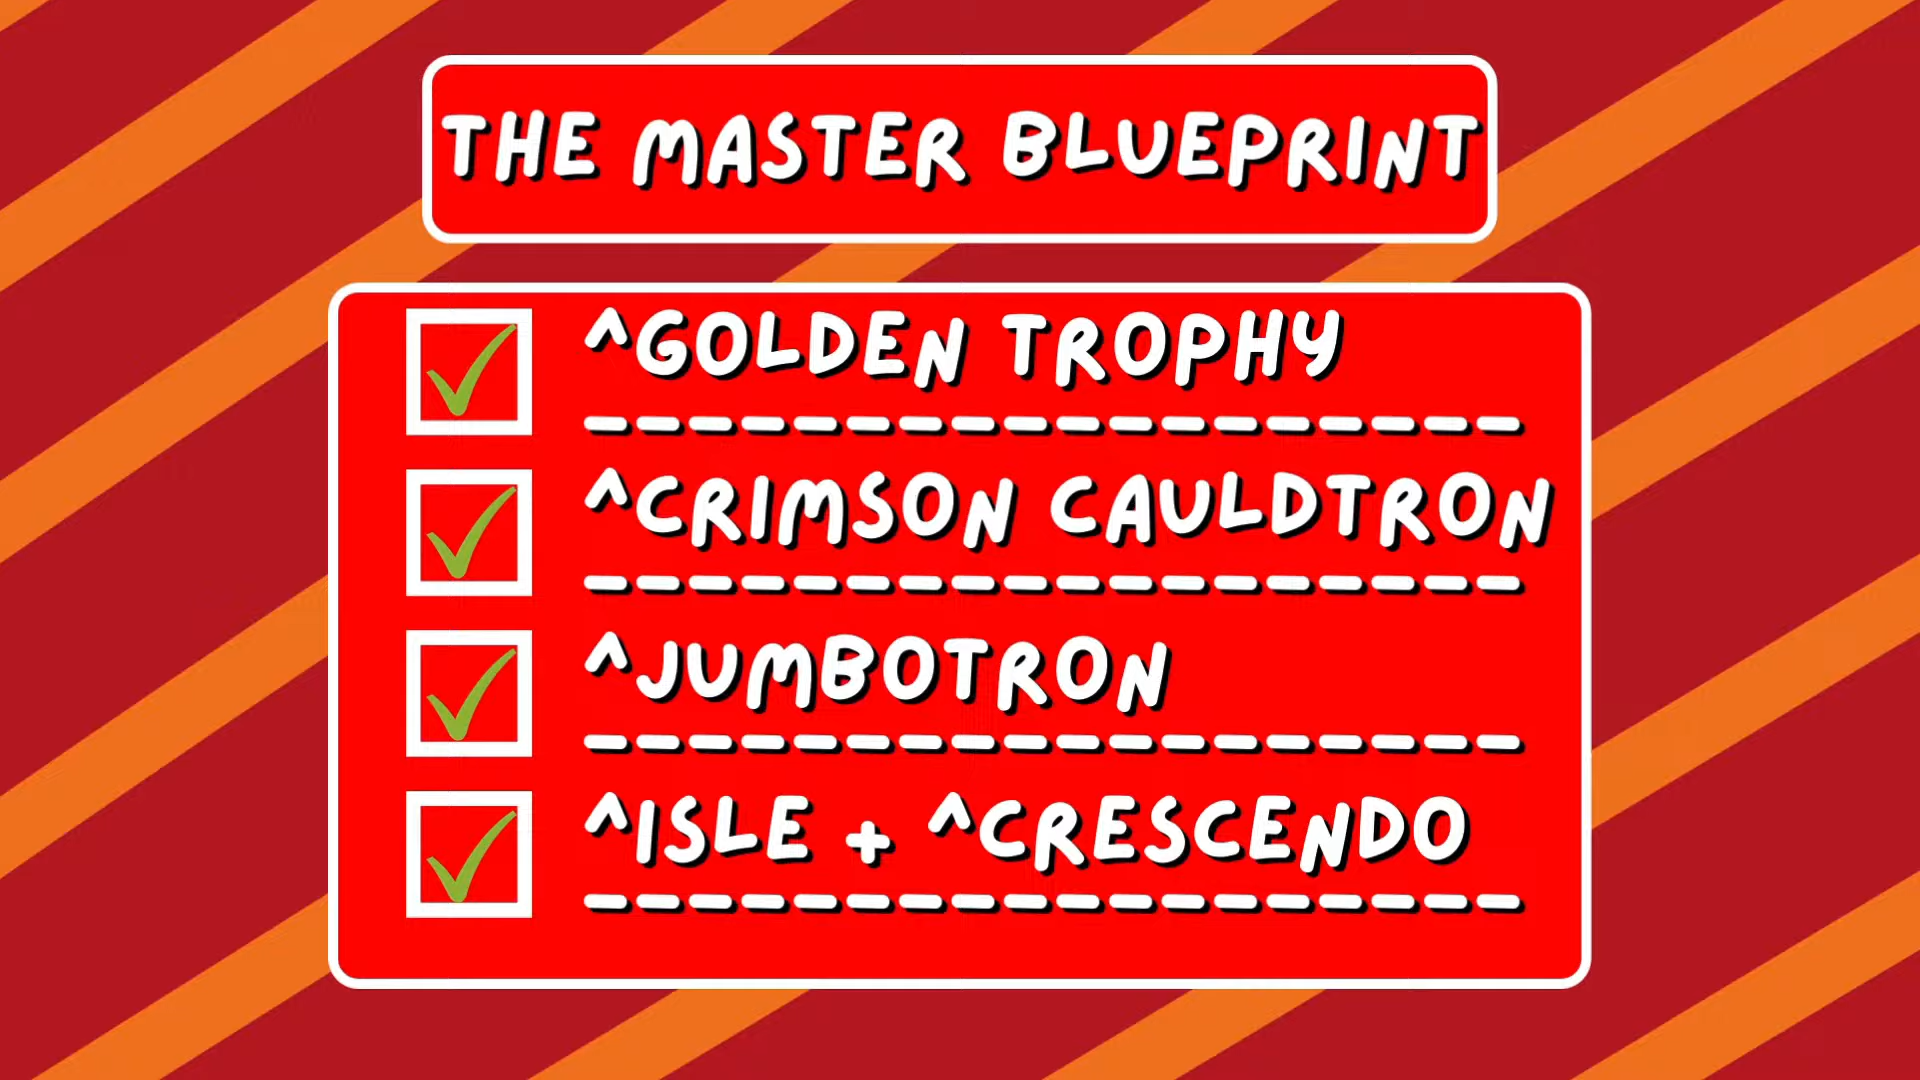 THE MASTER BLUEPRINT
^GOLDEN TROPHY
------------------
^CRIMSON CAULDTRON
------------------
^JUMBOTRON
------------------
^ISLE + ^CRESCENDO
------------------